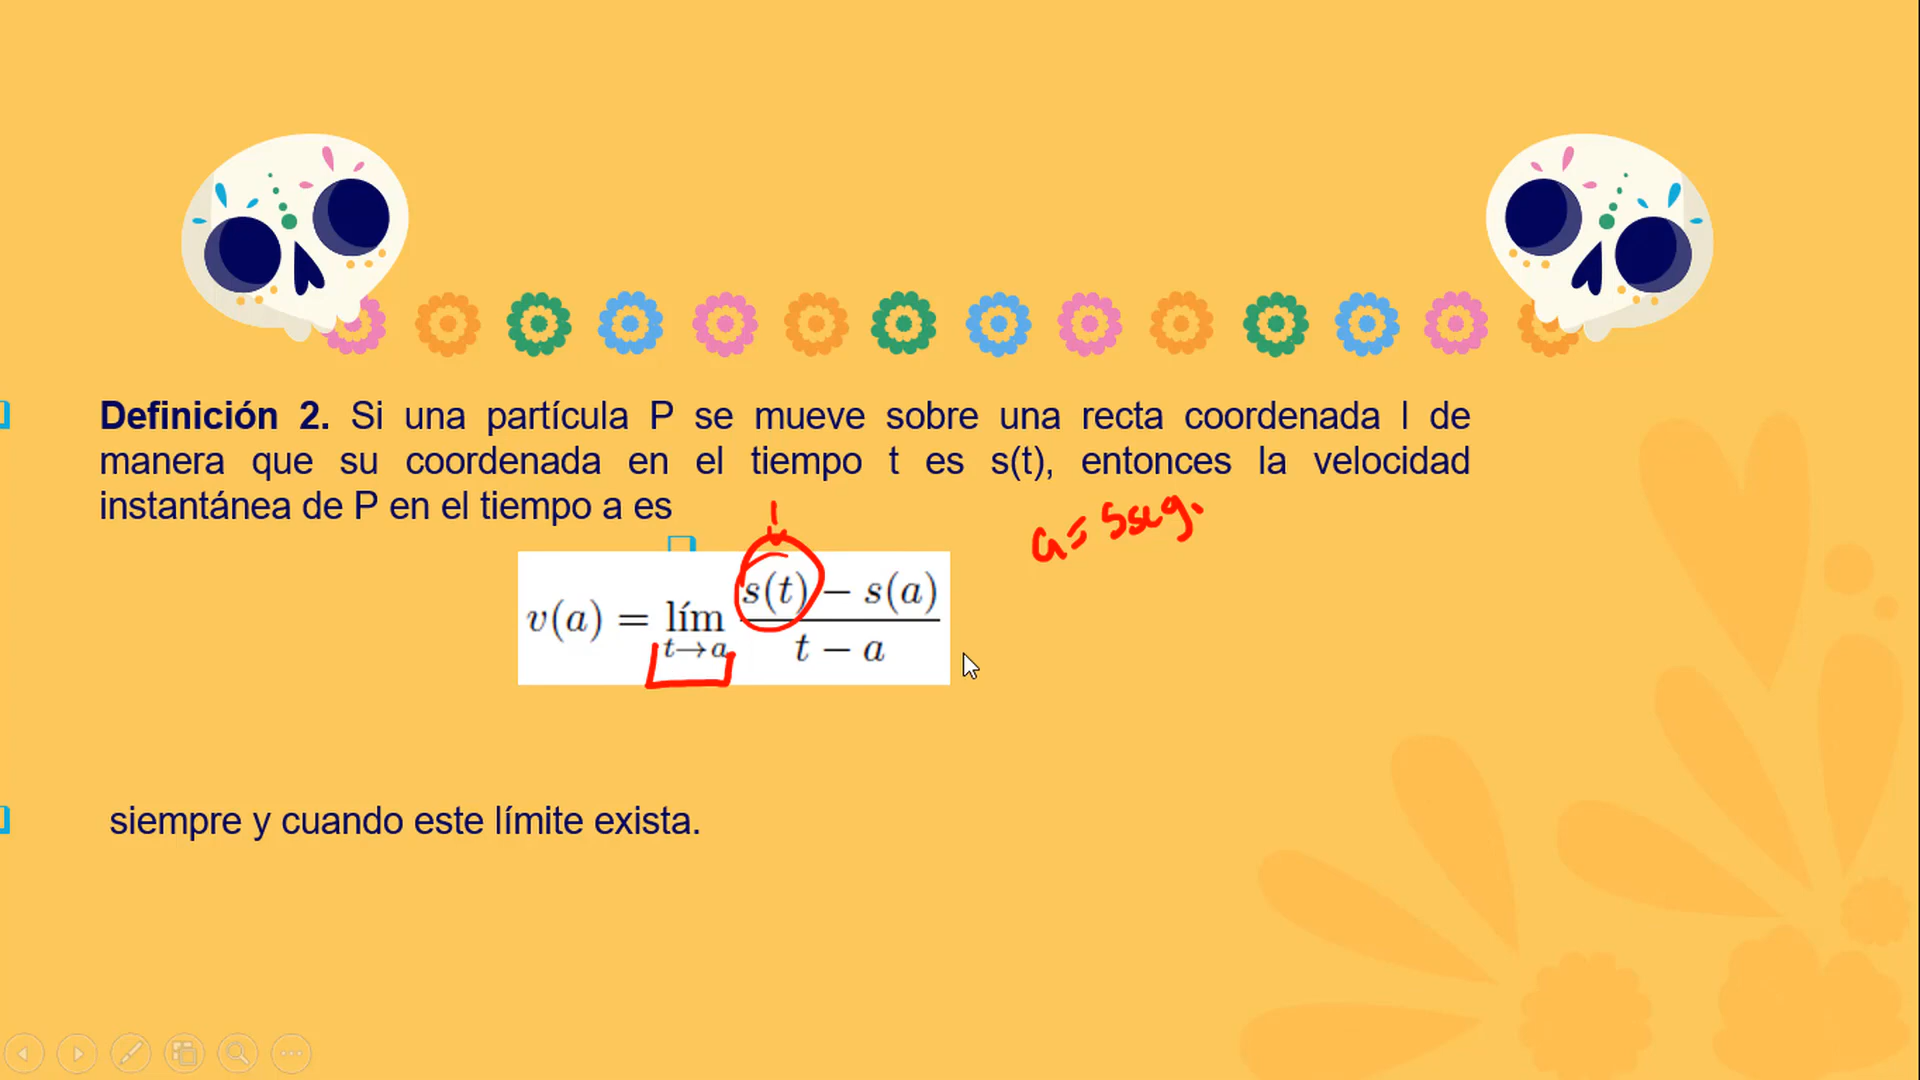 Definición 2. Si una partícula P se mueve sobre una recta coordenada l de
manera que su coordenada en el tiempo t es s(t), entonces la velocidad
instantánea de P en el tiempo a es
a = 5seg.
v(a) = lím t→a s(t) − s(a) / t − a
siempre y cuando este límite exista.